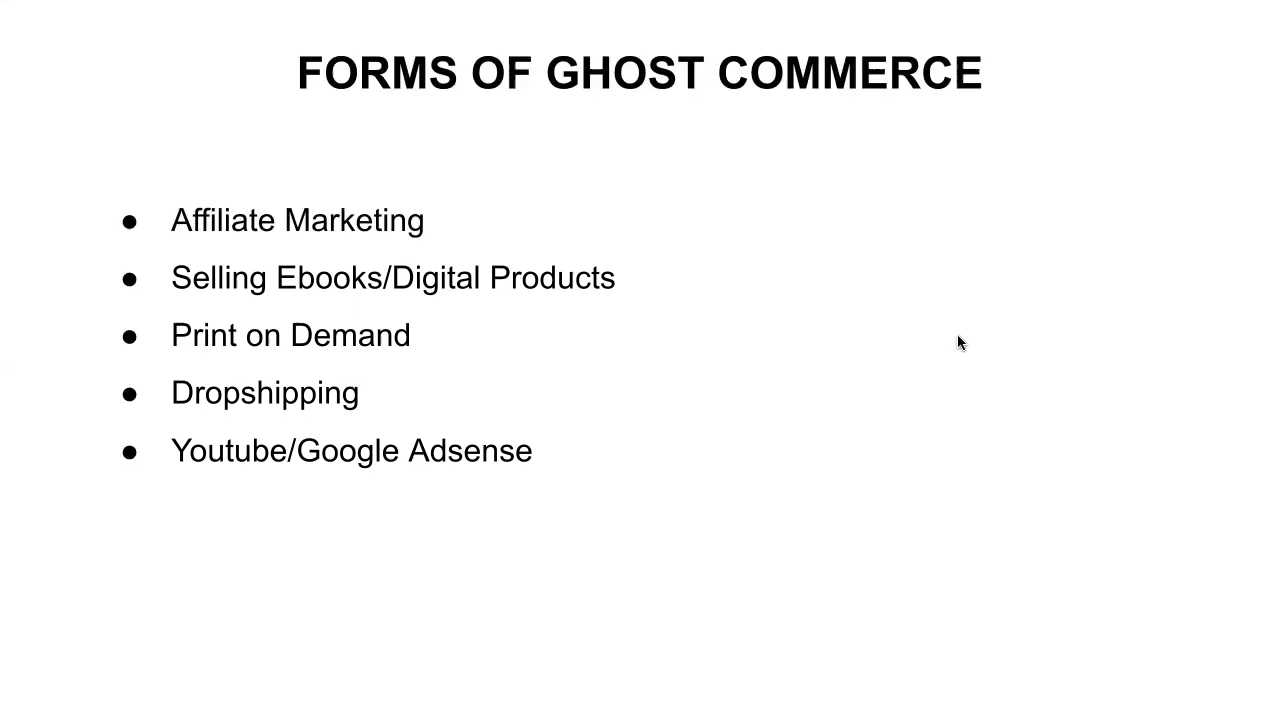 FORMS OF GHOST COMMERCE
● Affiliate Marketing
● Selling Ebooks/Digital Products
● Print on Demand
● Dropshipping
● Youtube/Google Adsense